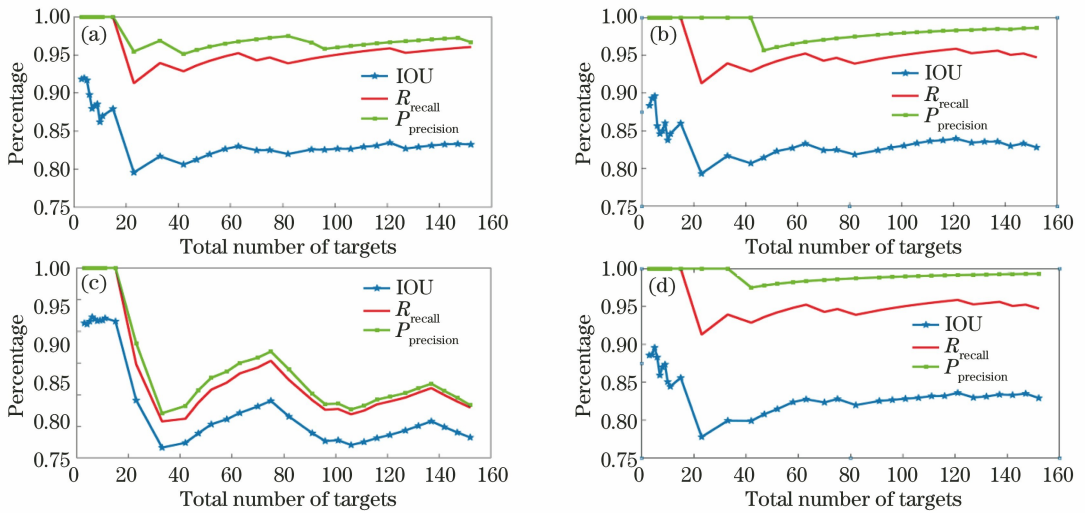 (a)
Percentage
1.00
0.95
0.90
0.85
0.80
0.75
IOU
Rrecall
Pprecision
0 20 40 60 80 100 120 140 160
Total number of targets
(b)
Percentage
1.00
0.95
0.90
0.85
0.80
0.75
IOU
Rrecall
Pprecision
0 20 40 60 80 100 120 140 160
Total number of targets
(c)
Percentage
1.00
0.95
0.90
0.85
0.80
0.75
IOU
Rrecall
Pprecision
0 20 40 60 80 100 120 140 160
Total number of targets
(d)
Percentage
1.00
0.95
0.90
0.85
0.80
0.75
IOU
Rrecall
Pprecision
0 20 40 60 80 100 120 140 160
Total number of targets